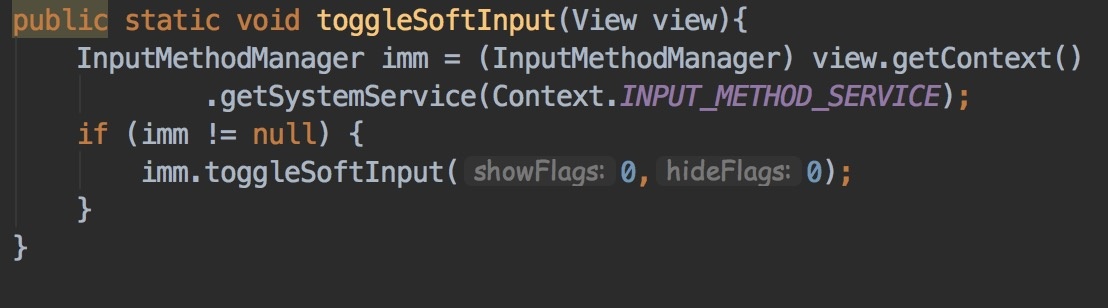 public static void toggleSoftInput(View view){
InputMethodManager imm = (InputMethodManager) view.getContext()
.getSystemService(Context.INPUT_METHOD_SERVICE);
if (imm != null) {
imm.toggleSoftInput( showFlags: 0, hideFlags: 0);
}
}